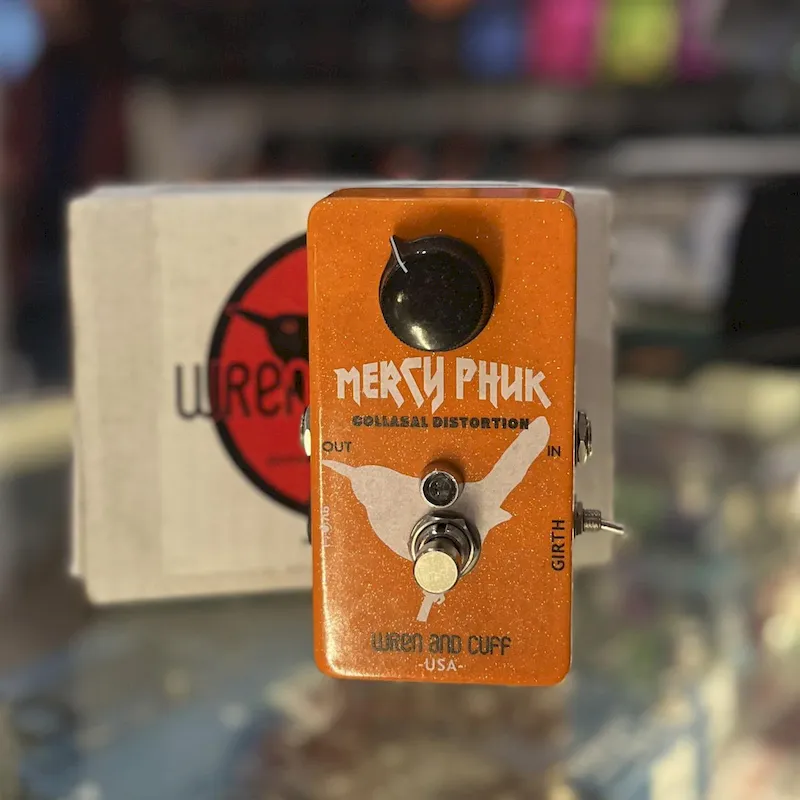 Wren
MERCY PHUK
COLLASAL DISTORTION
OUT
IN
GIRTH
Wren and Cuff
-USA-